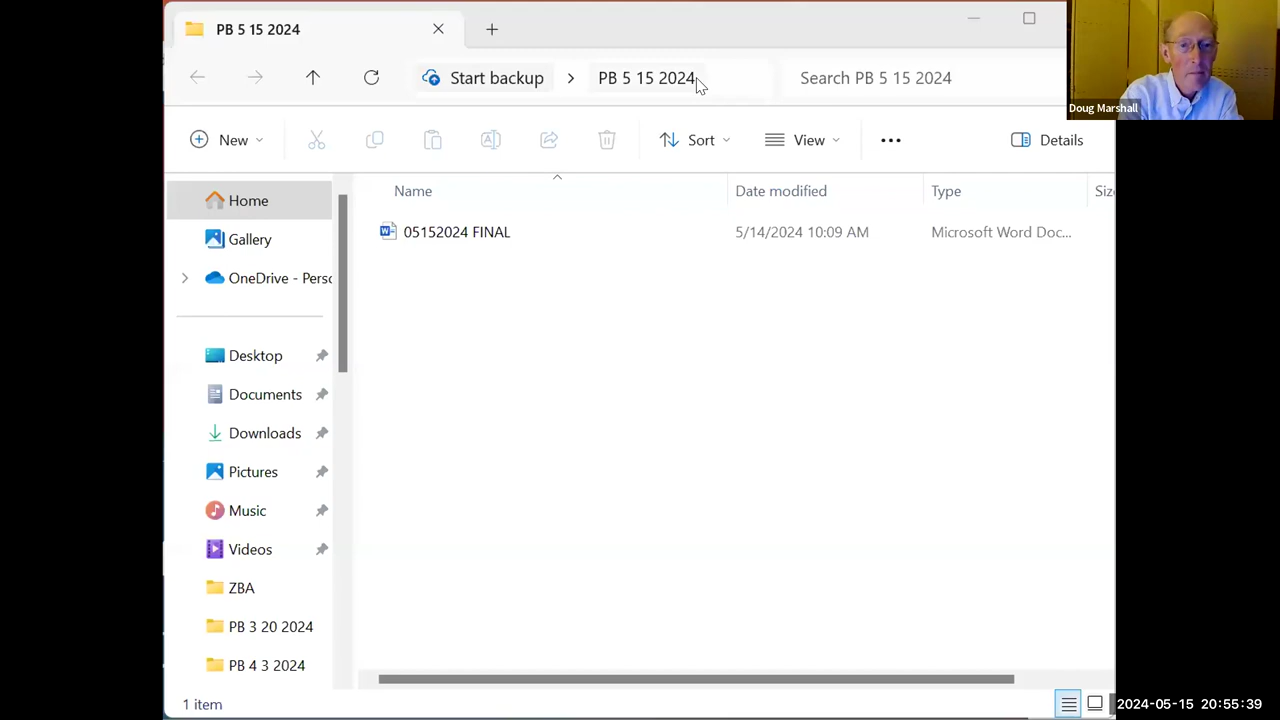 PB 5 15 2024
Start backup
PB 5 15 2024
Search PB 5 15 2024
Doug Marshall
New
Sort
View
Details
Name
Date modified
Type
Home
05152024 FINAL
5/14/2024 10:09 AM
Microsoft Word Doc...
Gallery
OneDrive - Perso
Desktop
Documents
Downloads
Pictures
Music
Videos
ZBA
PB 3 20 2024
PB 4 3 2024
1 item
2024-05-15 20:55:39